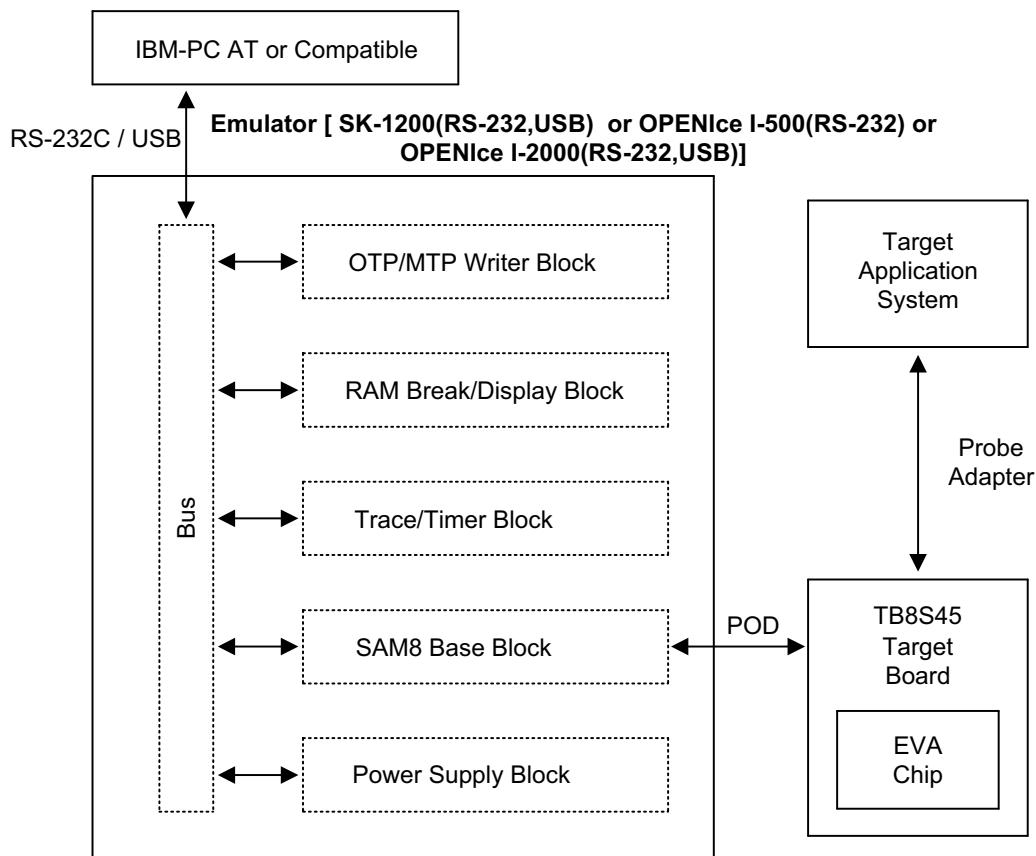 IBM-PC AT or Compatible
RS-232C / USB
Emulator [ SK-1200(RS-232,USB) or OPENIce I-500(RS-232) or
OPENIce I-2000(RS-232,USB)]
Bus
OTP/MTP Writer Block
RAM Break/Display Block
Trace/Timer Block
SAM8 Base Block
Power Supply Block
POD
Target
Application
System
Probe
Adapter
TB8S45
Target
Board
EVA
Chip